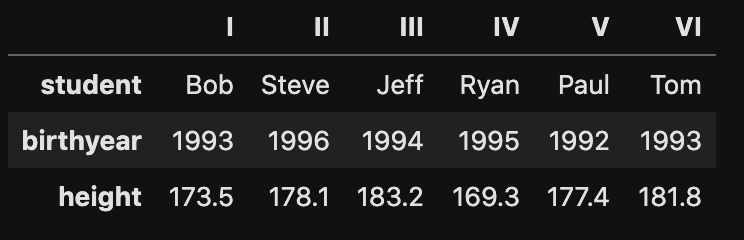 I II III IV V VI
student Bob Steve Jeff Ryan Paul Tom
birthyear 1993 1996 1994 1995 1992 1993
height 173.5 178.1 183.2 169.3 177.4 181.8